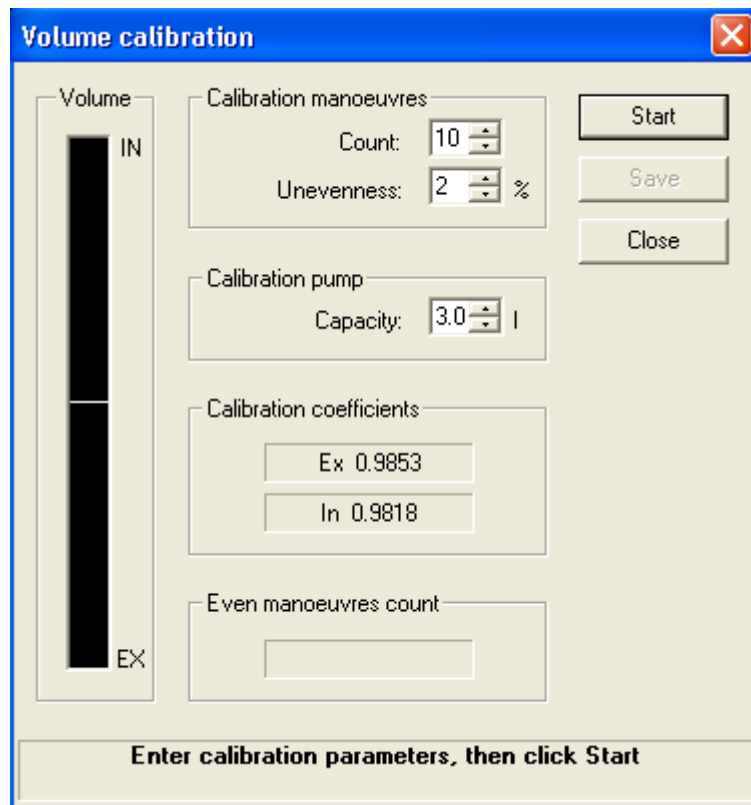 Volume calibration
Volume
IN
EX
Calibration manoeuvres
Count: 10
Unevenness: 2 %
Calibration pump
Capacity: 3.0 l
Calibration coefficients
Ex 0.9853
In 0.9818
Even manoeuvres count
Start
Save
Close
Enter calibration parameters, then click Start